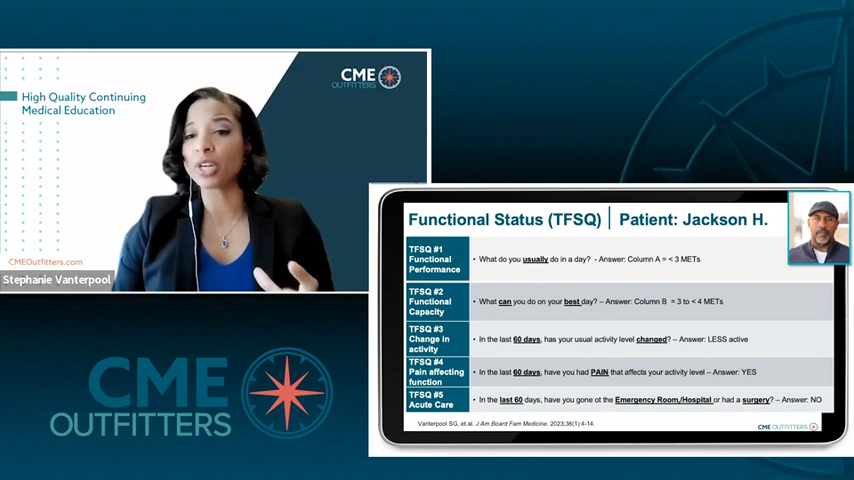 High Quality Continuing
Medical Education
CME
OUTFITTERS
CMEOutfitters.com
Stephanie Vanterpool
CME
OUTFITTERS
Functional Status (TFSQ) | Patient: Jackson H.
TFSQ #1
Functional
Performance
• What do you usually do in a day? - Answer: Column A = < 3 METs
TFSQ #2
Functional
Capacity
• What can you do on your best day? – Answer: Column B = 3 to < 4 METs
TFSQ #3
Change in
activity
• In the last 60 days, has your usual activity level changed? – Answer: LESS active
TFSQ #4
Pain affecting
function
• In the last 60 days, have you had PAIN that affects your activity level – Answer: YES
TFSQ #5
Acute Care
• In the last 60 days, have you gone ot the Emergency Room,/Hospital or had a surgery? – Answer: NO
Vanterpool SG, et.al. J Am Board Fam Medicine. 2023;36(1):4-14.
CME OUTFITTERS